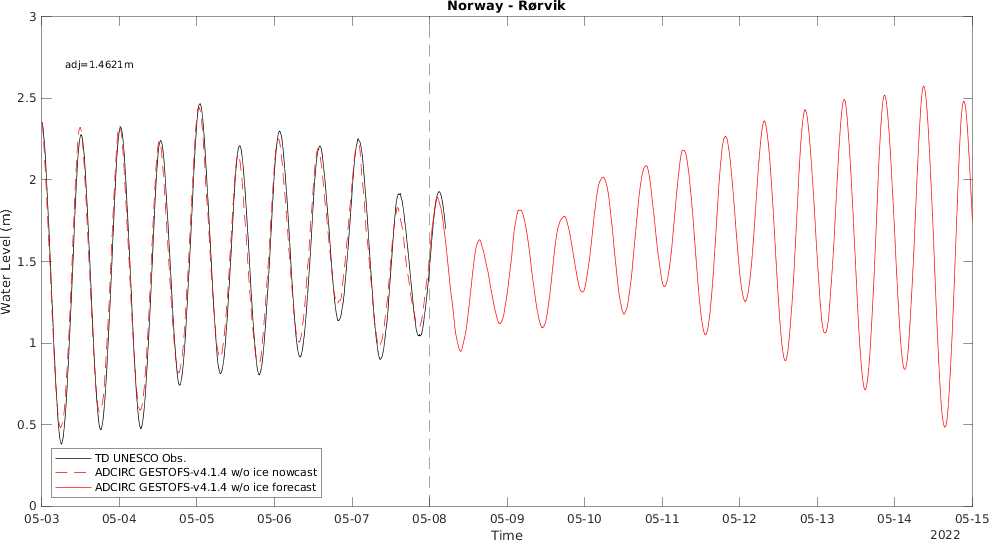 Norway - Rørvik
adj=1.4621m
3
2.5
2
1.5
1
0.5
0
Water Level (m)
TD UNESCO Obs.
ADCIRC GESTOFS-v4.1.4 w/o ice nowcast
ADCIRC GESTOFS-v4.1.4 w/o ice forecast
05-03 05-04 05-05 05-06 05-07 05-08 05-09 05-10 05-11 05-12 05-13 05-14 05-15
Time
2022